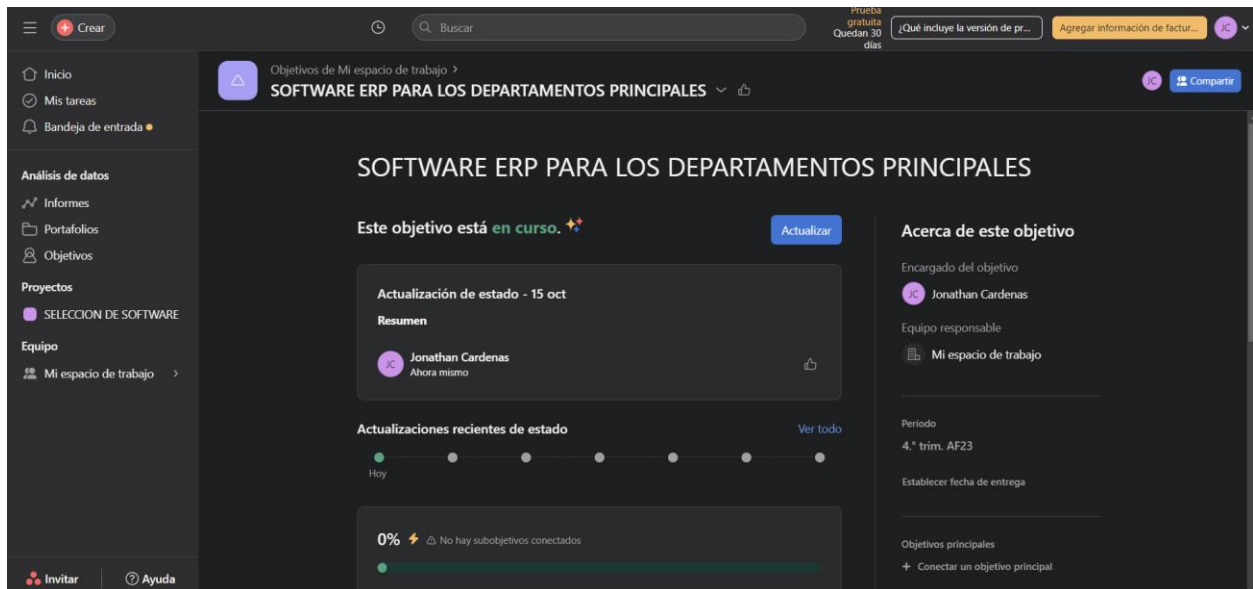 Crear
Buscar
Prueba
gratuita
Quedan 30
días
¿Qué incluye la versión de pr...
Agregar información de factur...
JC
Inicio
Mis tareas
Bandeja de entrada
Análisis de datos
Informes
Portafolios
Objetivos
Proyectos
SELECCION DE SOFTWARE
Equipo
Mi espacio de trabajo
Invitar
Ayuda
Objetivos de Mi espacio de trabajo
SOFTWARE ERP PARA LOS DEPARTAMENTOS PRINCIPALES
JC
Compartir
SOFTWARE ERP PARA LOS DEPARTAMENTOS PRINCIPALES
Este objetivo está en curso.
Actualizar
Actualización de estado - 15 oct
Resumen
JC
Jonathan Cardenas
Ahora mismo
Actualizaciones recientes de estado
Ver todo
Hoy
0%
No hay subobjetivos conectados
Acerca de este objetivo
Encargado del objetivo
JC
Jonathan Cardenas
Equipo responsable
Mi espacio de trabajo
Período
4.° trim. AF23
Establecer fecha de entrega
Objetivos principales
+ Conectar un objetivo principal